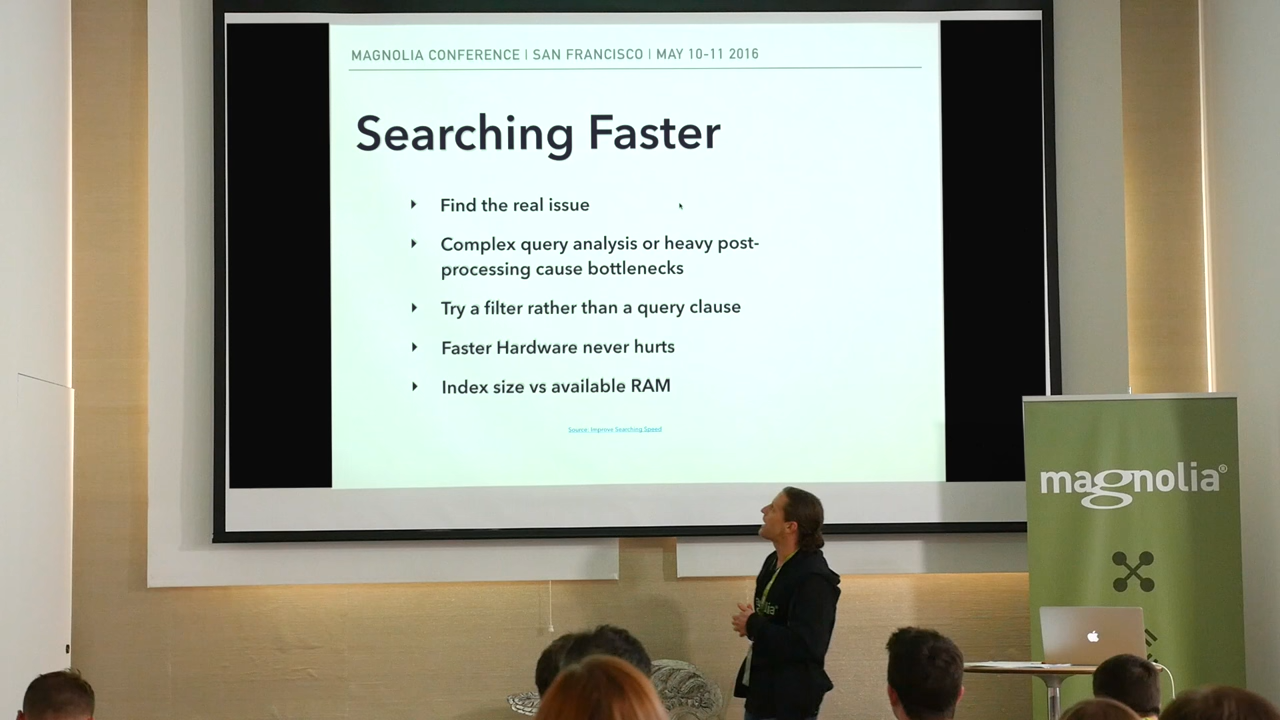 MAGNOLIA CONFERENCE | SAN FRANCISCO | MAY 10-11 2016
Searching Faster
Find the real issue
Complex query analysis or heavy post-
processing cause bottlenecks
Try a filter rather than a query clause
Faster Hardware never hurts
Index size vs available RAM
Source: Improve Searching Speed
magnolia®